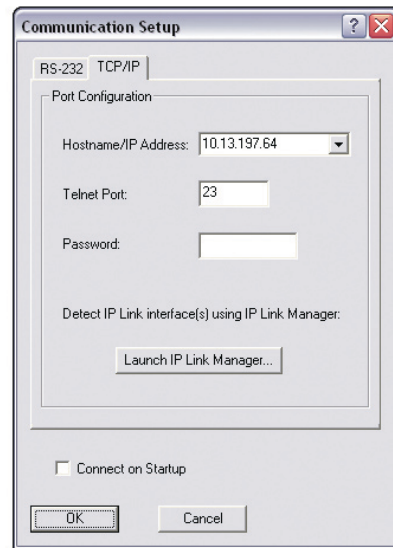 Communication Setup
RS-232 TCP/IP
Port Configuration
Hostname/IP Address: 10.13.197.64
Telnet Port: 23
Password:
Detect IP Link interface(s) using IP Link Manager:
Launch IP Link Manager...
Connect on Startup
OK Cancel